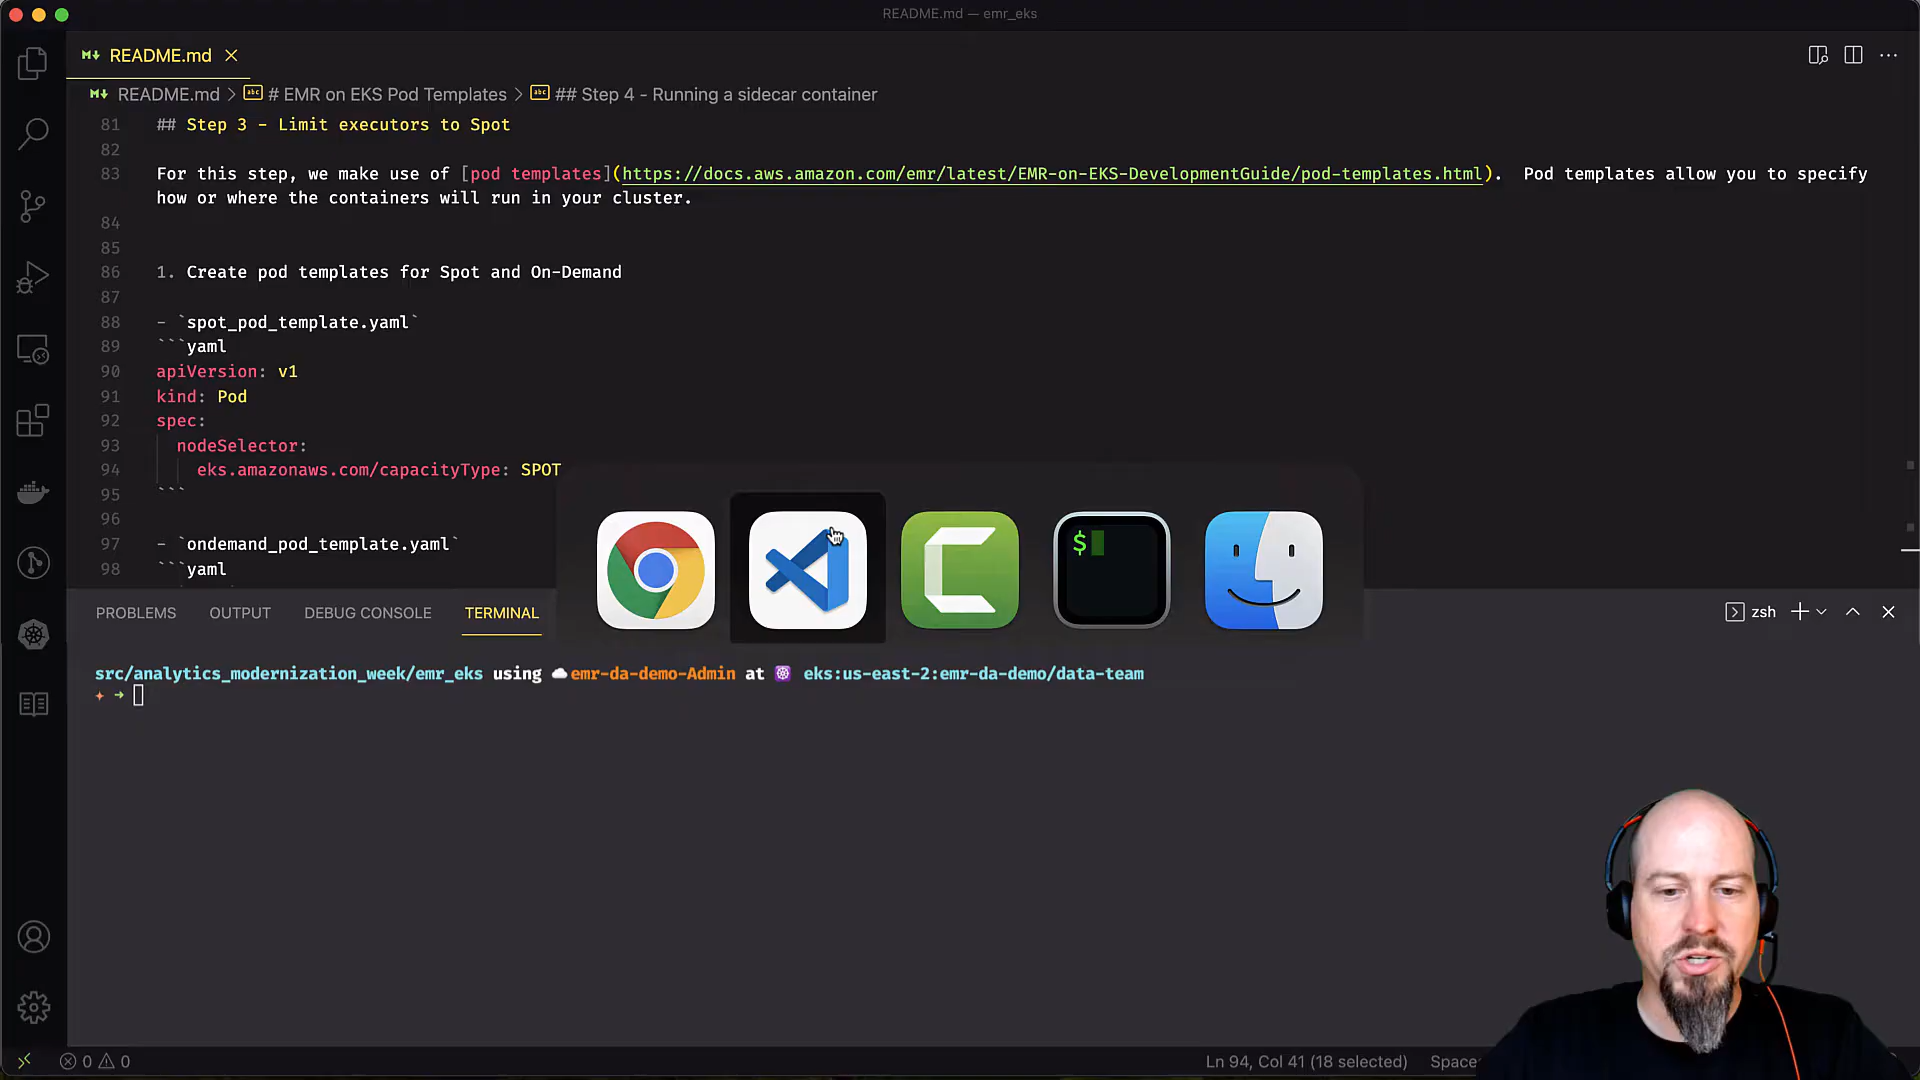 README.md — emr_eks
README.md
README.md > # EMR on EKS Pod Templates > ## Step 4 - Running a sidecar container
81 ## Step 3 - Limit executors to Spot
82
83 For this step, we make use of [pod templates](https://docs.aws.amazon.com/emr/latest/EMR-on-EKS-DevelopmentGuide/pod-templates.html). Pod templates allow you to specify
how or where the containers will run in your cluster.
84
85
86 1. Create pod templates for Spot and On-Demand
87
88 - `spot_pod_template.yaml`
89 ```yaml
90 apiVersion: v1
91 kind: Pod
92 spec:
93 nodeSelector:
94 eks.amazonaws.com/capacityType: SPOT
95 ```
96
97 - `ondemand_pod_template.yaml`
98 ```yaml
$
PROBLEMS OUTPUT DEBUG CONSOLE TERMINAL zsh
src/analytics_modernization_week/emr_eks using emr-da-demo-Admin at eks:us-east-2:emr-da-demo/data-team
0 0 Ln 94, Col 41 (18 selected) Space